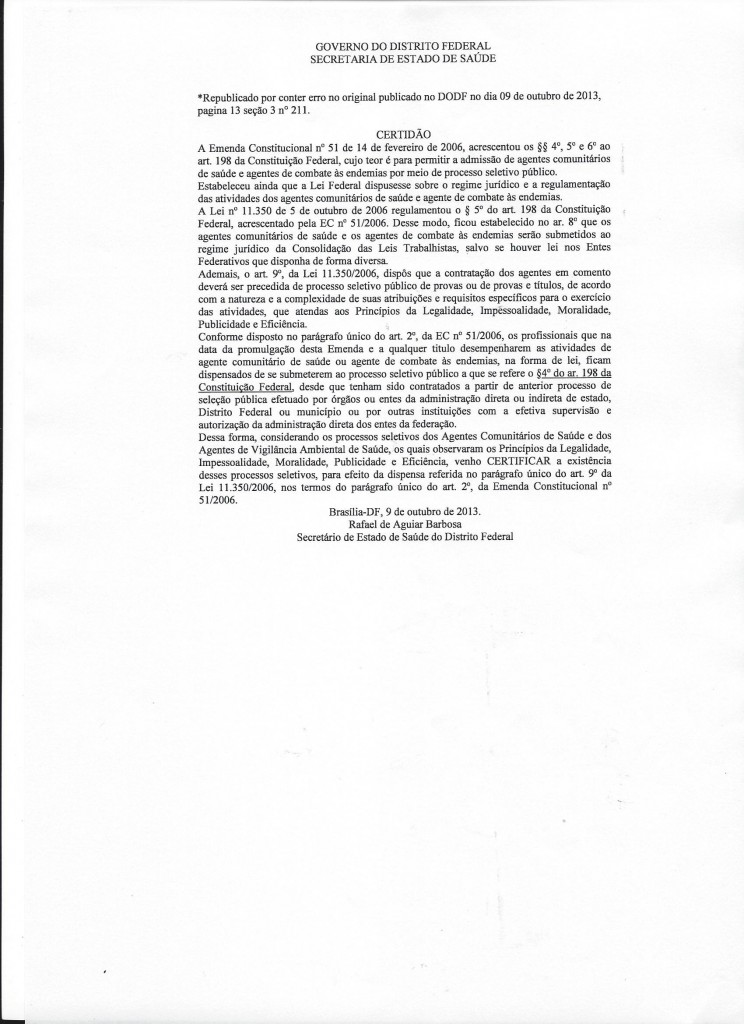 GOVERNO DO DISTRITO FEDERAL
SECRETARIA DE ESTADO DE SAÚDE
*Republicado por conter erro no original publicado no DODF no dia 09 de outubro de 2013,
pagina 13 seção 3 nº 211.
CERTIDÃO
A Emenda Constitucional nº 51 de 14 de fevereiro de 2006, acrescentou os §§ 4º, 5º e 6º ao
art. 198 da Constituição Federal, cujo teor é para permitir a admissão de agentes comunitários
de saúde e agentes de combate às endemias por meio de processo seletivo público.
Estabeleceu ainda que a Lei Federal dispusesse sobre o regime jurídico e a regulamentação
das atividades dos agentes comunitários de saúde e agente de combate às endemias.
A Lei nº 11.350 de 5 de outubro de 2006 regulamentou o § 5º do art. 198 da Constituição
Federal, acrescentado pela EC nº 51/2006. Desse modo, ficou estabelecido no ar. 8º que os
agentes comunitários de saúde e os agentes de combate às endemias serão submetidos ao
regime jurídico da Consolidação das Leis Trabalhistas, salvo se houver lei nos Entes
Federativos que disponha de forma diversa.
Ademais, o art. 9º, da Lei 11.350/2006, dispôs que a contratação dos agentes em comento
deverá ser precedida de processo seletivo público de provas ou de provas e títulos, de acordo
com a natureza e a complexidade de suas atribuições e requisitos específicos para o exercício
das atividades, que atendas aos Princípios da Legalidade, Impessoalidade, Moralidade,
Publicidade e Eficiência.
Conforme disposto no parágrafo único do art. 2º, da EC nº 51/2006, os profissionais que na
data da promulgação desta Emenda e a qualquer título desempenharem as atividades de
agente comunitário de saúde ou agente de combate às endemias, na forma de lei, ficam
dispensados de se submeterem ao processo seletivo público a que se refere o §4º do ar. 198 da
Constituição Federal, desde que tenham sido contratados a partir de anterior processo de
seleção pública efetuado por órgãos ou entes da administração direta ou indireta de estado,
Distrito Federal ou município ou por outras instituições com a efetiva supervisão e
autorização da administração direta dos entes da federação.
Dessa forma, considerando os processos seletivos dos Agentes Comunitários de Saúde e dos
Agentes de Vigilância Ambiental de Saúde, os quais observaram os Princípios da Legalidade,
Impessoalidade, Moralidade, Publicidade e Eficiência, venho CERTIFICAR a existência
desses processos seletivos, para efeito da dispensa referida no parágrafo único do art. 9º da
Lei 11.350/2006, nos termos do parágrafo único do art. 2º, da Emenda Constitucional nº
51/2006.
Brasília-DF, 9 de outubro de 2013.
Rafael de Aguiar Barbosa
Secretário de Estado de Saúde do Distrito Federal